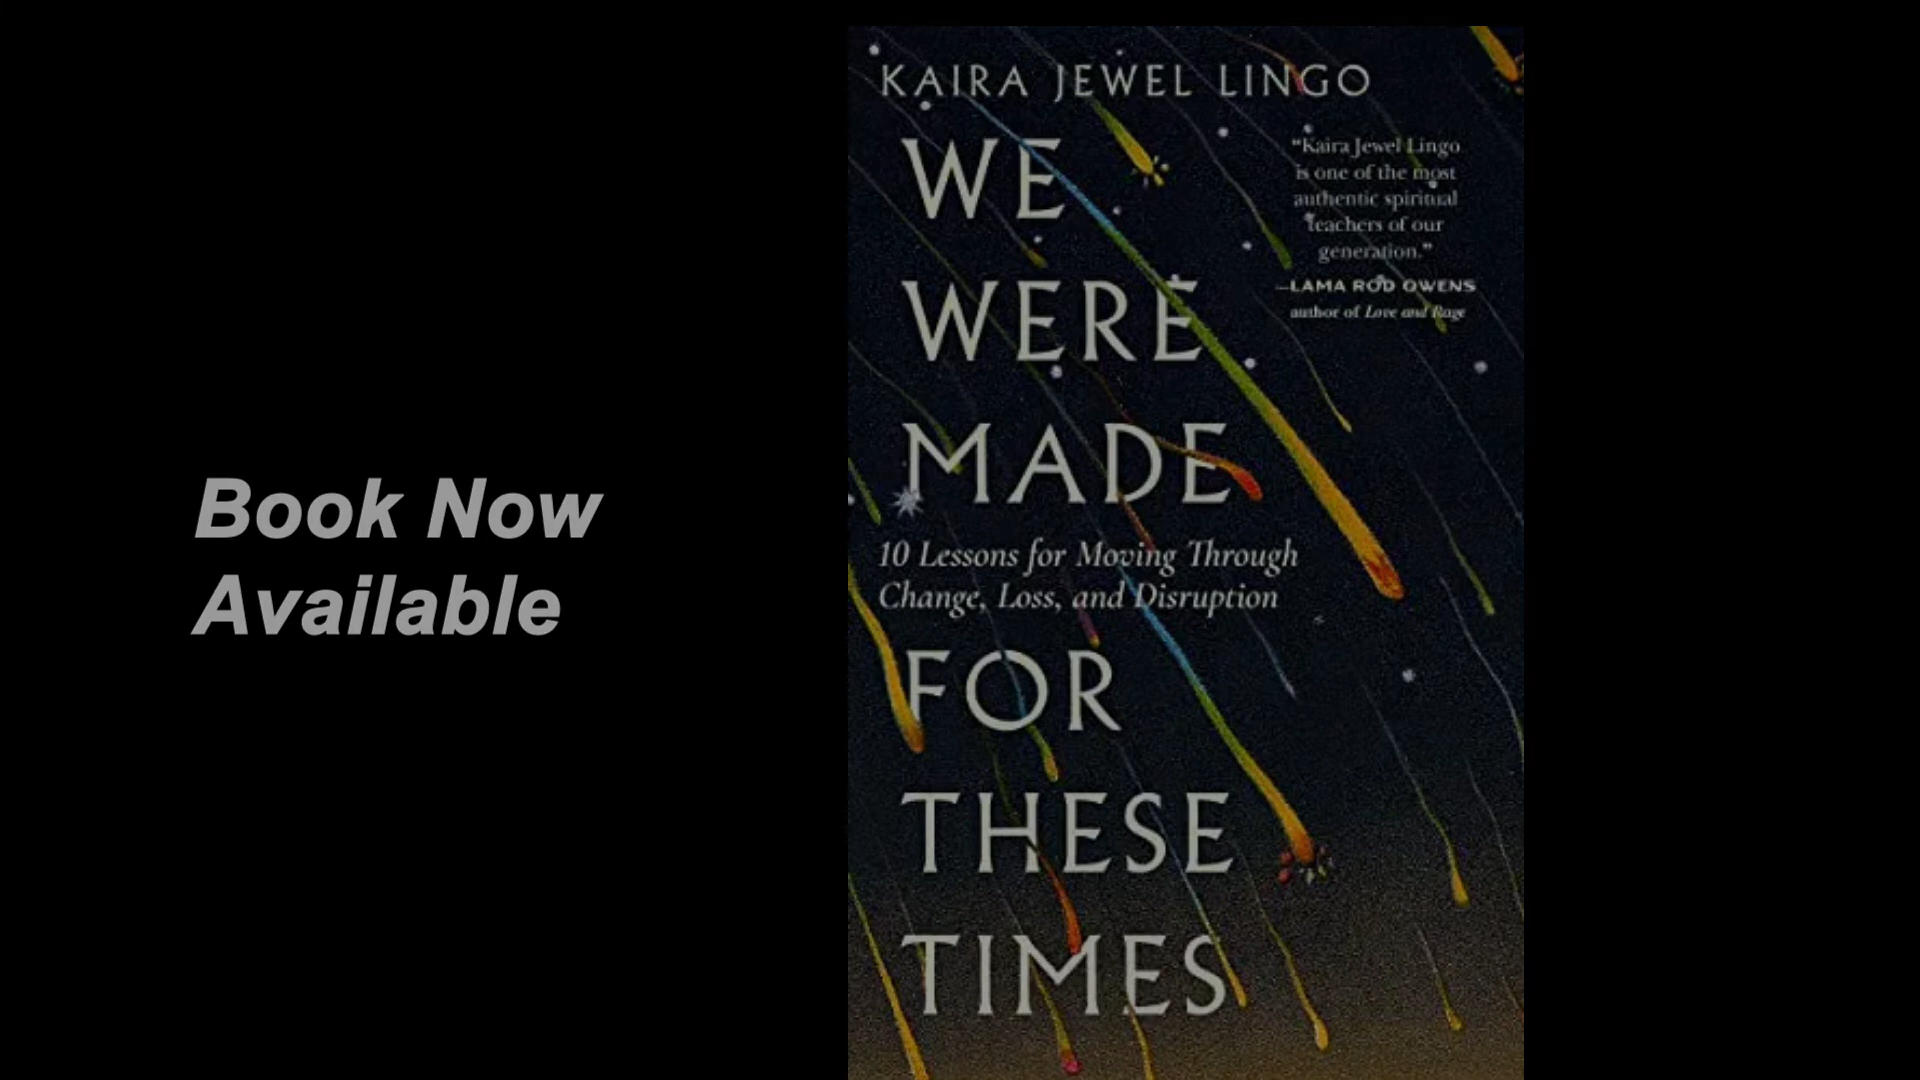 Book Now
Available
KAIRA JEWEL LINGO
WE
WERE
MADE
"Kaira Jewel Lingo
is one of the most
authentic spiritual
teachers of our
generation."
—LAMA ROD OWENS
author of Love and Rage
10 Lessons for Moving Through
Change, Loss, and Disruption
FOR
THESE
TIMES